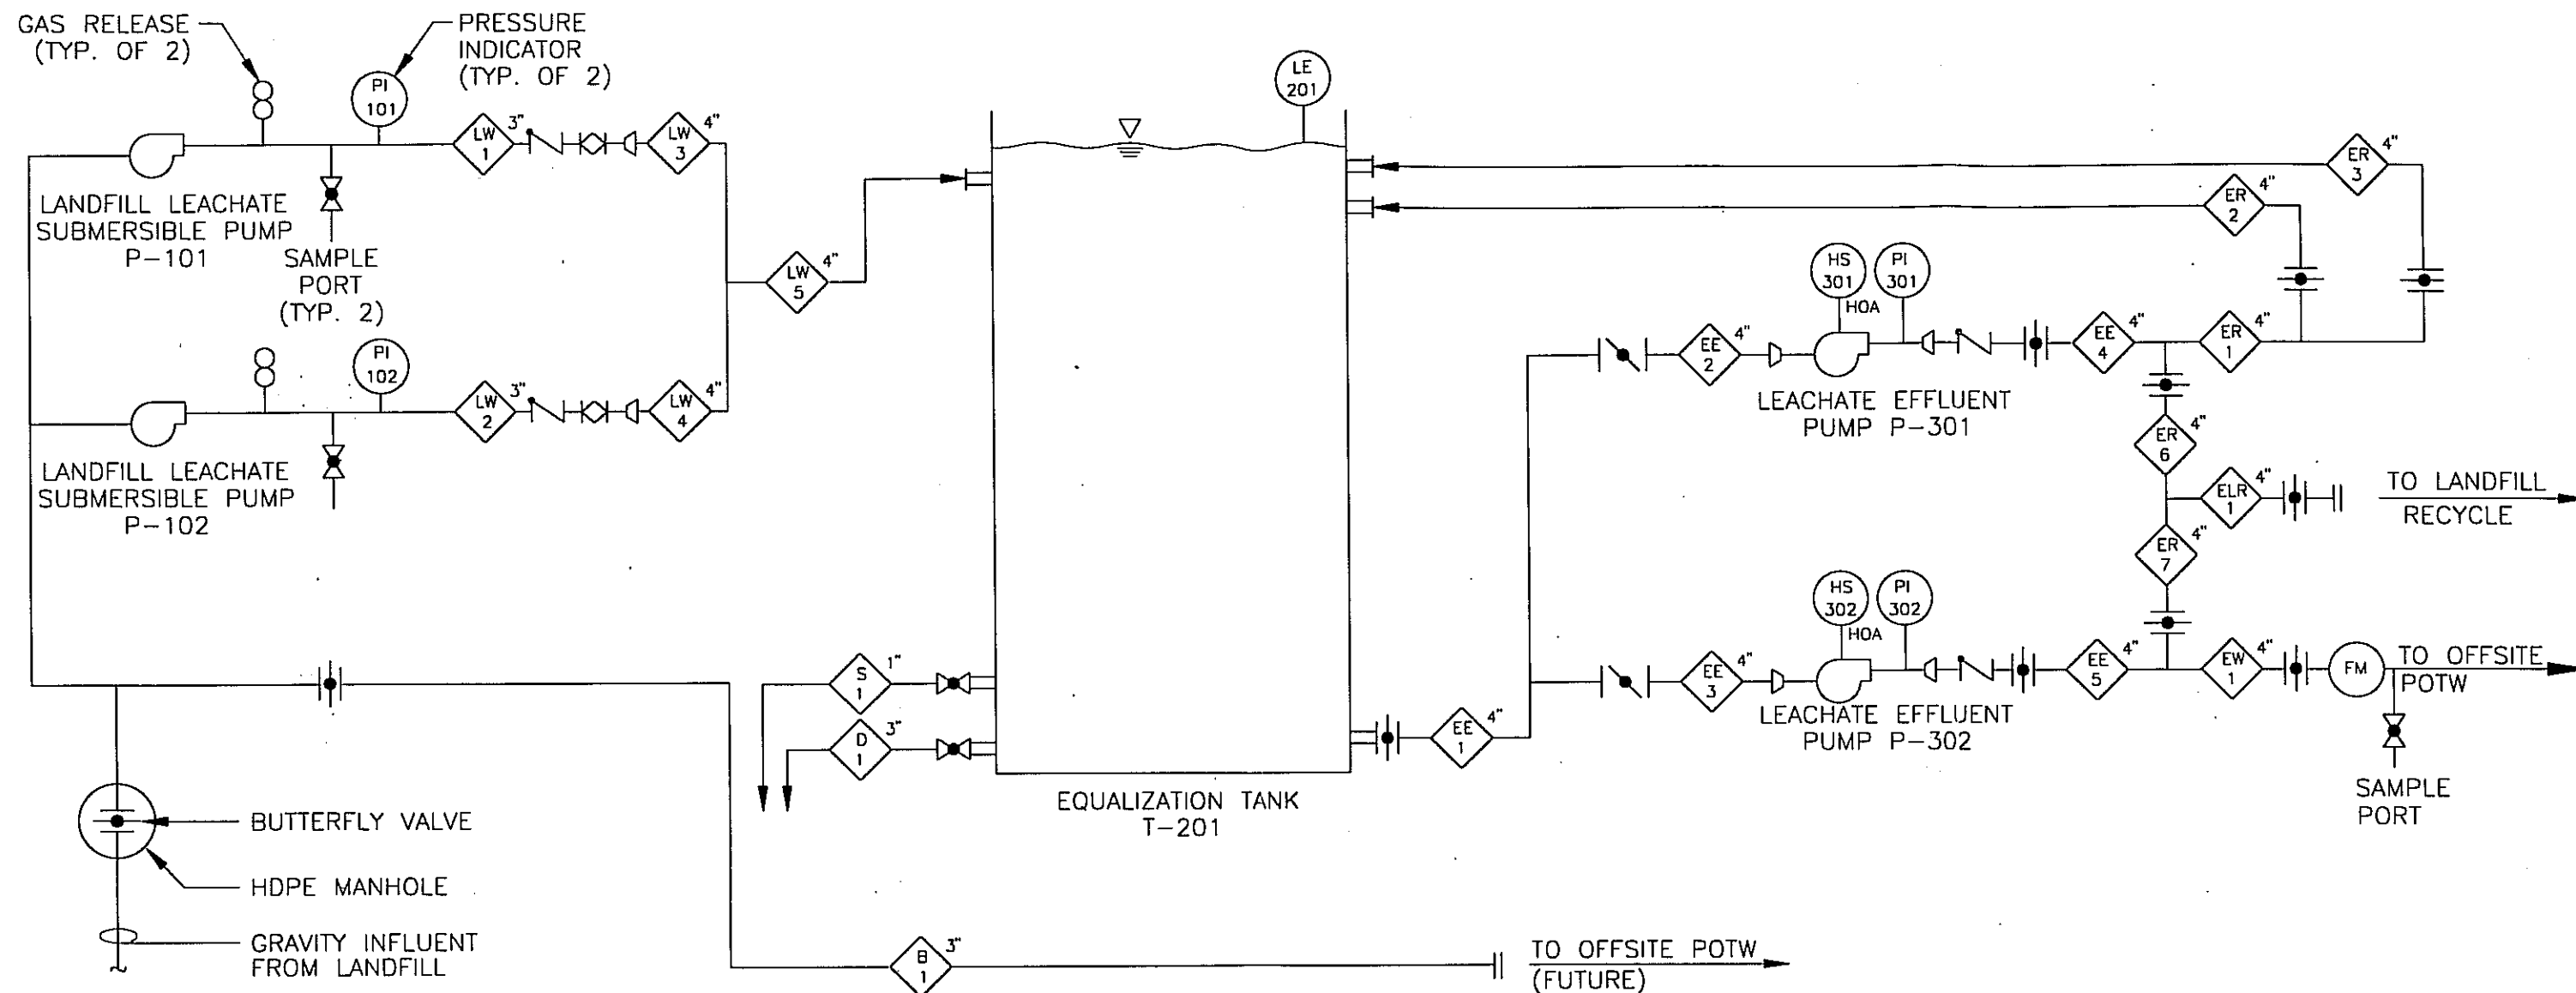 GAS RELEASE
(TYP. OF 2)
PRESSURE
INDICATOR
(TYP. OF 2)
PI
101
LW
1
3"
LW
3
4"
LANDFILL LEACHATE
SUBMERSIBLE PUMP
P-101
SAMPLE
PORT
(TYP. 2)
LW
5
4"
PI
102
LW
2
3"
LW
4
4"
LANDFILL LEACHATE
SUBMERSIBLE PUMP
P-102
BUTTERFLY VALVE
HDPE MANHOLE
GRAVITY INFLUENT
FROM LANDFILL
S
1
1"
D
1
3"
B
1
3"
TO OFFSITE POTW
(FUTURE)
LE
201
EQUALIZATION TANK
T-201
EE
1
4"
ER
3
4"
ER
2
4"
HS
301
HOA
PI
301
EE
2
4"
EE
4
4"
ER
1
4"
LEACHATE EFFLUENT
PUMP P-301
ER
6
4"
ELR
1
4"
TO LANDFILL
RECYCLE
ER
7
4"
HS
302
HOA
PI
302
EE
3
4"
EE
5
4"
EW
1
4"
FM
TO OFFSITE
POTW
LEACHATE EFFLUENT
PUMP P-302
SAMPLE
PORT